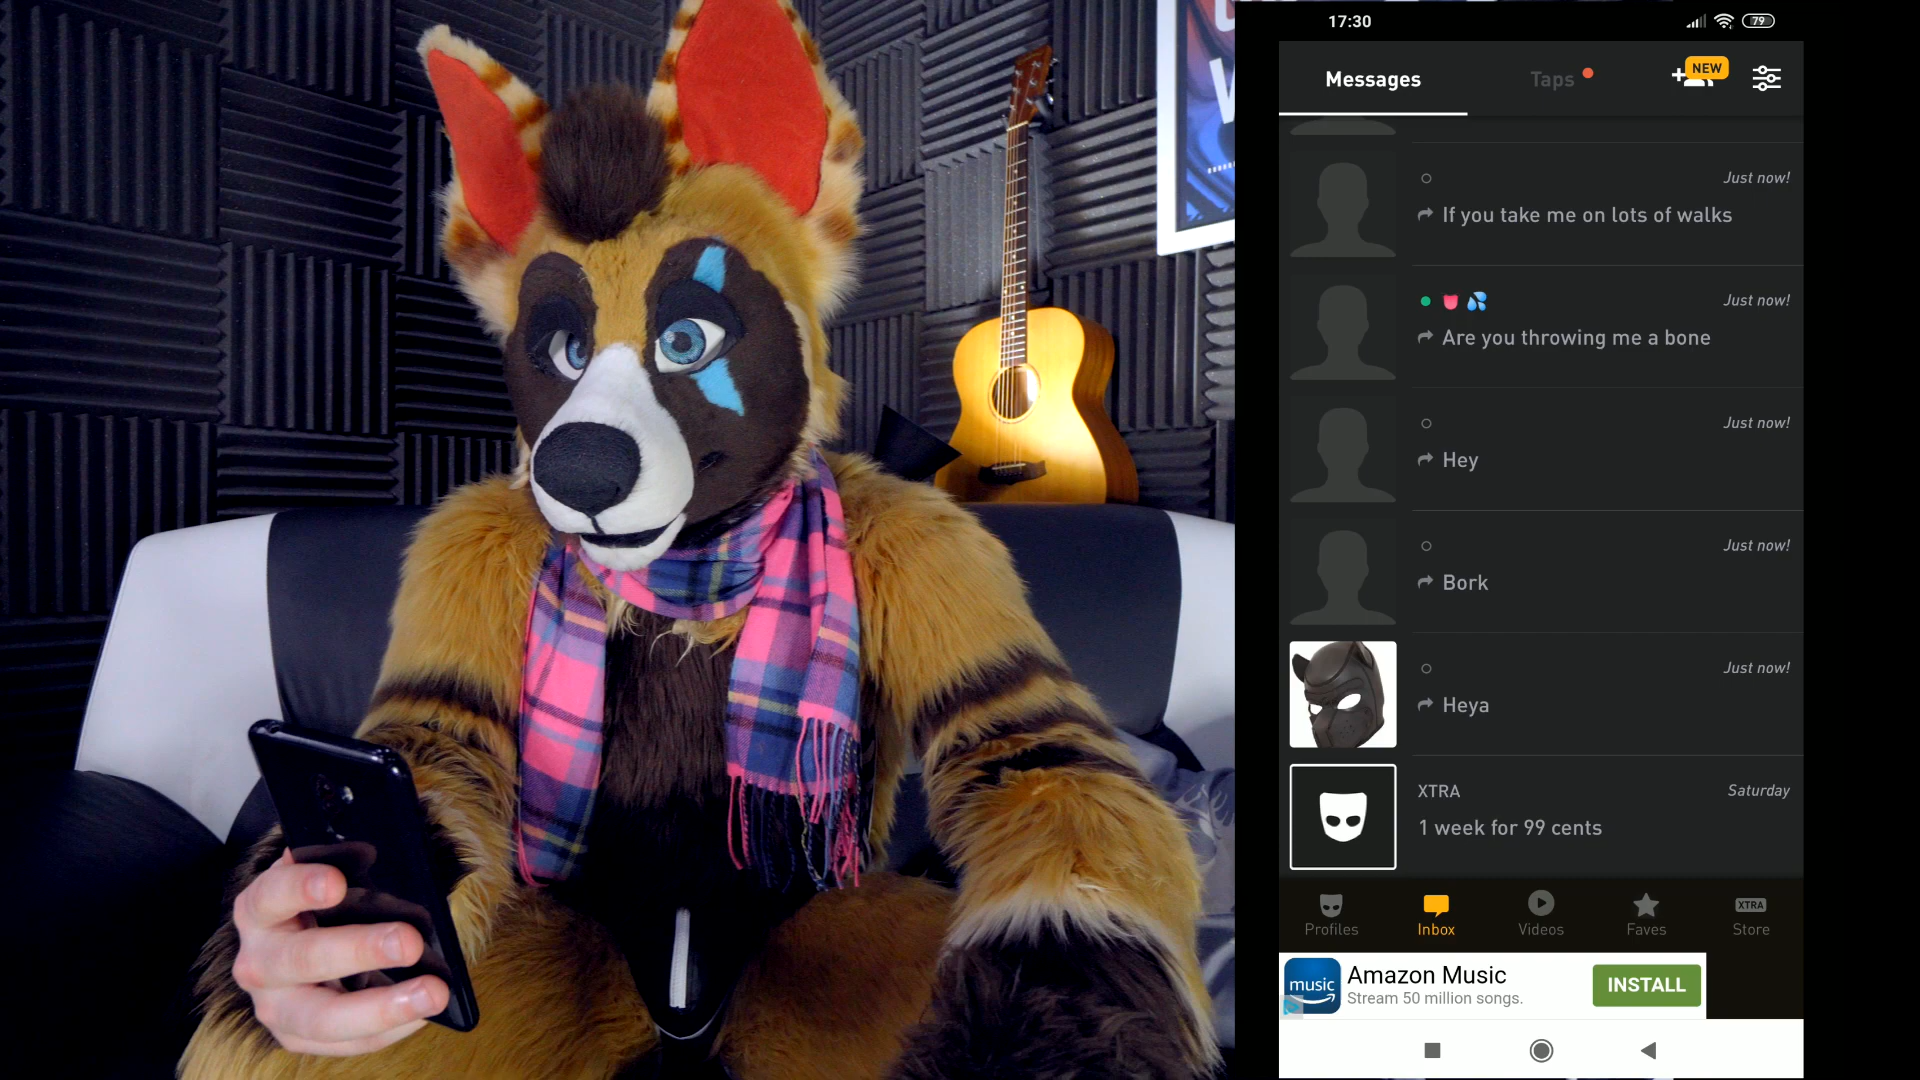 17:30
79
Messages
Taps
NEW
Just now!
If you take me on lots of walks
Just now!
Are you throwing me a bone
Just now!
Hey
Just now!
Bork
Just now!
Heya
XTRA
Saturday
1 week for 99 cents
Profiles
Inbox
Videos
Faves
XTRA
Store
music
Amazon Music
Stream 50 million songs.
INSTALL